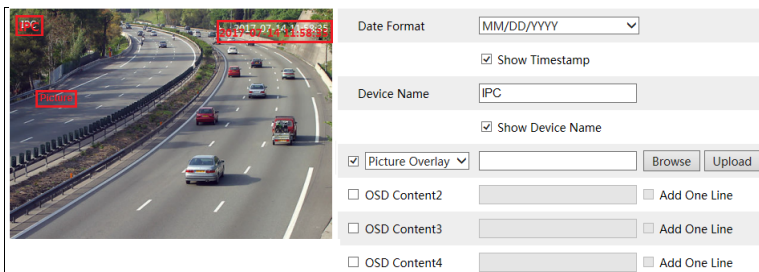 IPC
2017-07-14 11:58:35
2017-07-14 11:58:35
Picture
Date Format
MM/DD/YYYY
Show Timestamp
Device Name
IPC
Show Device Name
Picture Overlay
Browse
Upload
OSD Content2
Add One Line
OSD Content3
Add One Line
OSD Content4
Add One Line